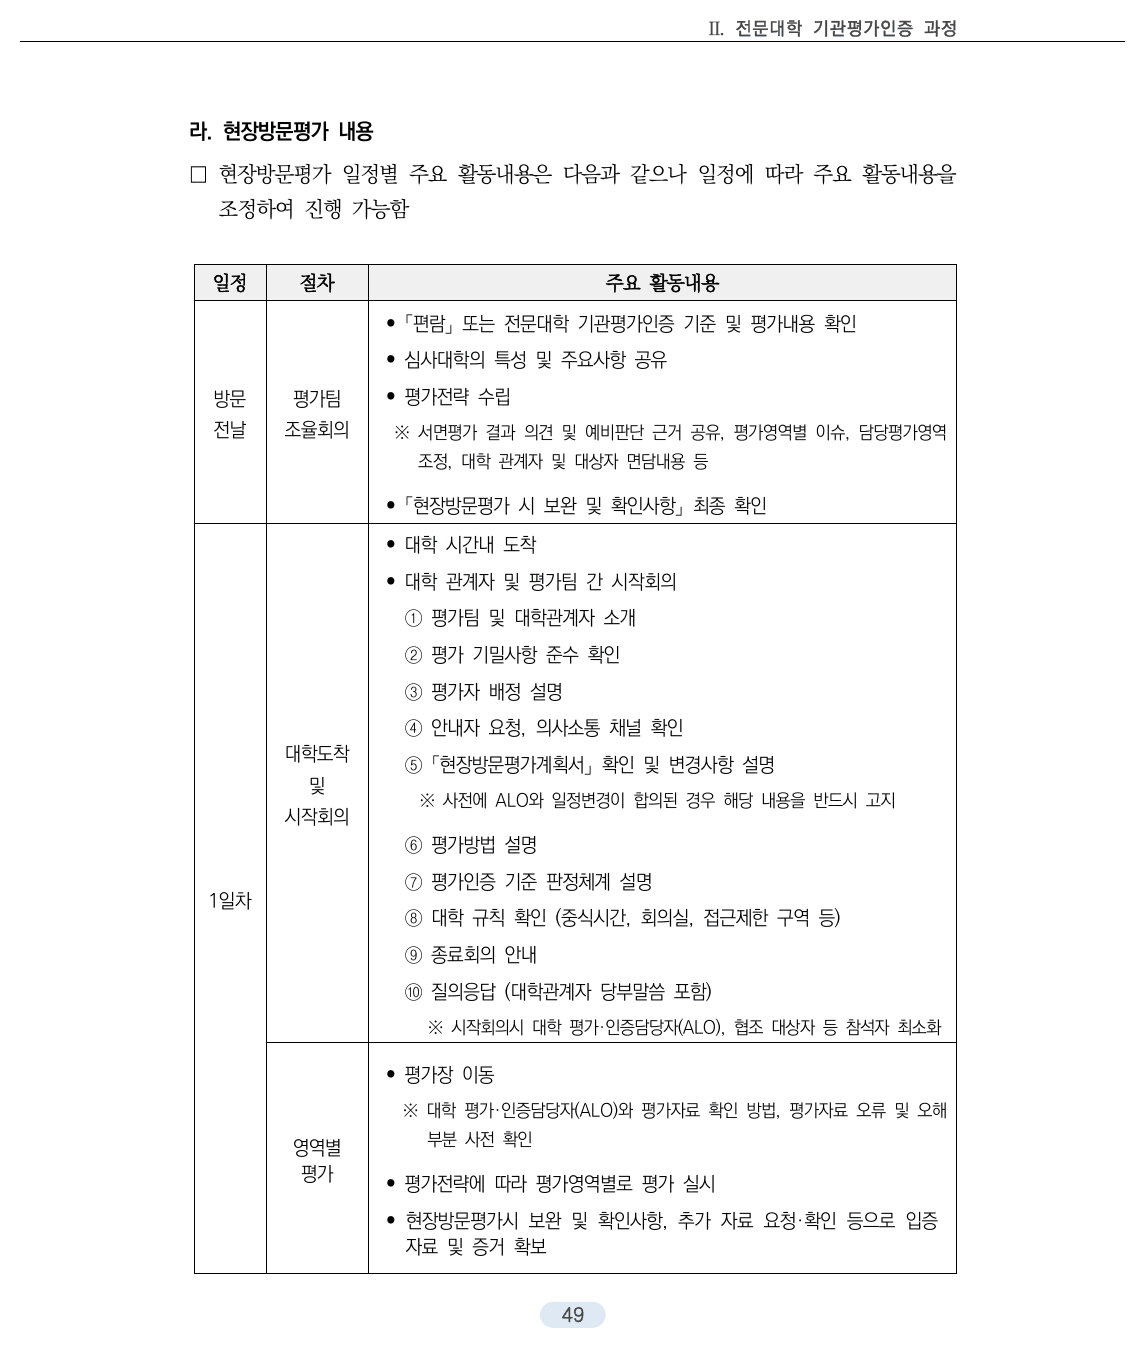 Ⅱ. 전문대학 기관평가인증 과정
라. 현장방문평가 내용
□ 현장방문평가 일정별 주요 활동내용은 다음과 같으나 일정에 따라 주요 활동내용을
조정하여 진행 가능함
일정 절차 주요 활동내용
방문
전날
평가팀
조율회의
•「편람」또는 전문대학 기관평가인증 기준 및 평가내용 확인
• 심사대학의 특성 및 주요사항 공유
• 평가전략 수립
※ 서면평가 결과 의견 및 예비판단 근거 공유, 평가영역별 이슈, 담당평가영역
조정, 대학 관계자 및 대상자 면담내용 등
•「현장방문평가 시 보완 및 확인사항」최종 확인
1일차
대학도착
및
시작회의
• 대학 시간내 도착
• 대학 관계자 및 평가팀 간 시작회의
① 평가팀 및 대학관계자 소개
② 평가 기밀사항 준수 확인
③ 평가자 배정 설명
④ 안내자 요청, 의사소통 채널 확인
⑤「현장방문평가계획서」확인 및 변경사항 설명
※ 사전에 ALO와 일정변경이 합의된 경우 해당 내용을 반드시 고지
⑥ 평가방법 설명
⑦ 평가인증 기준 판정체계 설명
⑧ 대학 규칙 확인 (중식시간, 회의실, 접근제한 구역 등)
⑨ 종료회의 안내
⑩ 질의응답 (대학관계자 당부말씀 포함)
※ 시작회의시 대학 평가·인증담당자(ALO), 협조 대상자 등 참석자 최소화
영역별
평가
• 평가장 이동
※ 대학 평가·인증담당자(ALO)와 평가자료 확인 방법, 평가자료 오류 및 오해
부분 사전 확인
• 평가전략에 따라 평가영역별로 평가 실시
• 현장방문평가시 보완 및 확인사항, 추가 자료 요청·확인 등으로 입증
자료 및 증거 확보
49